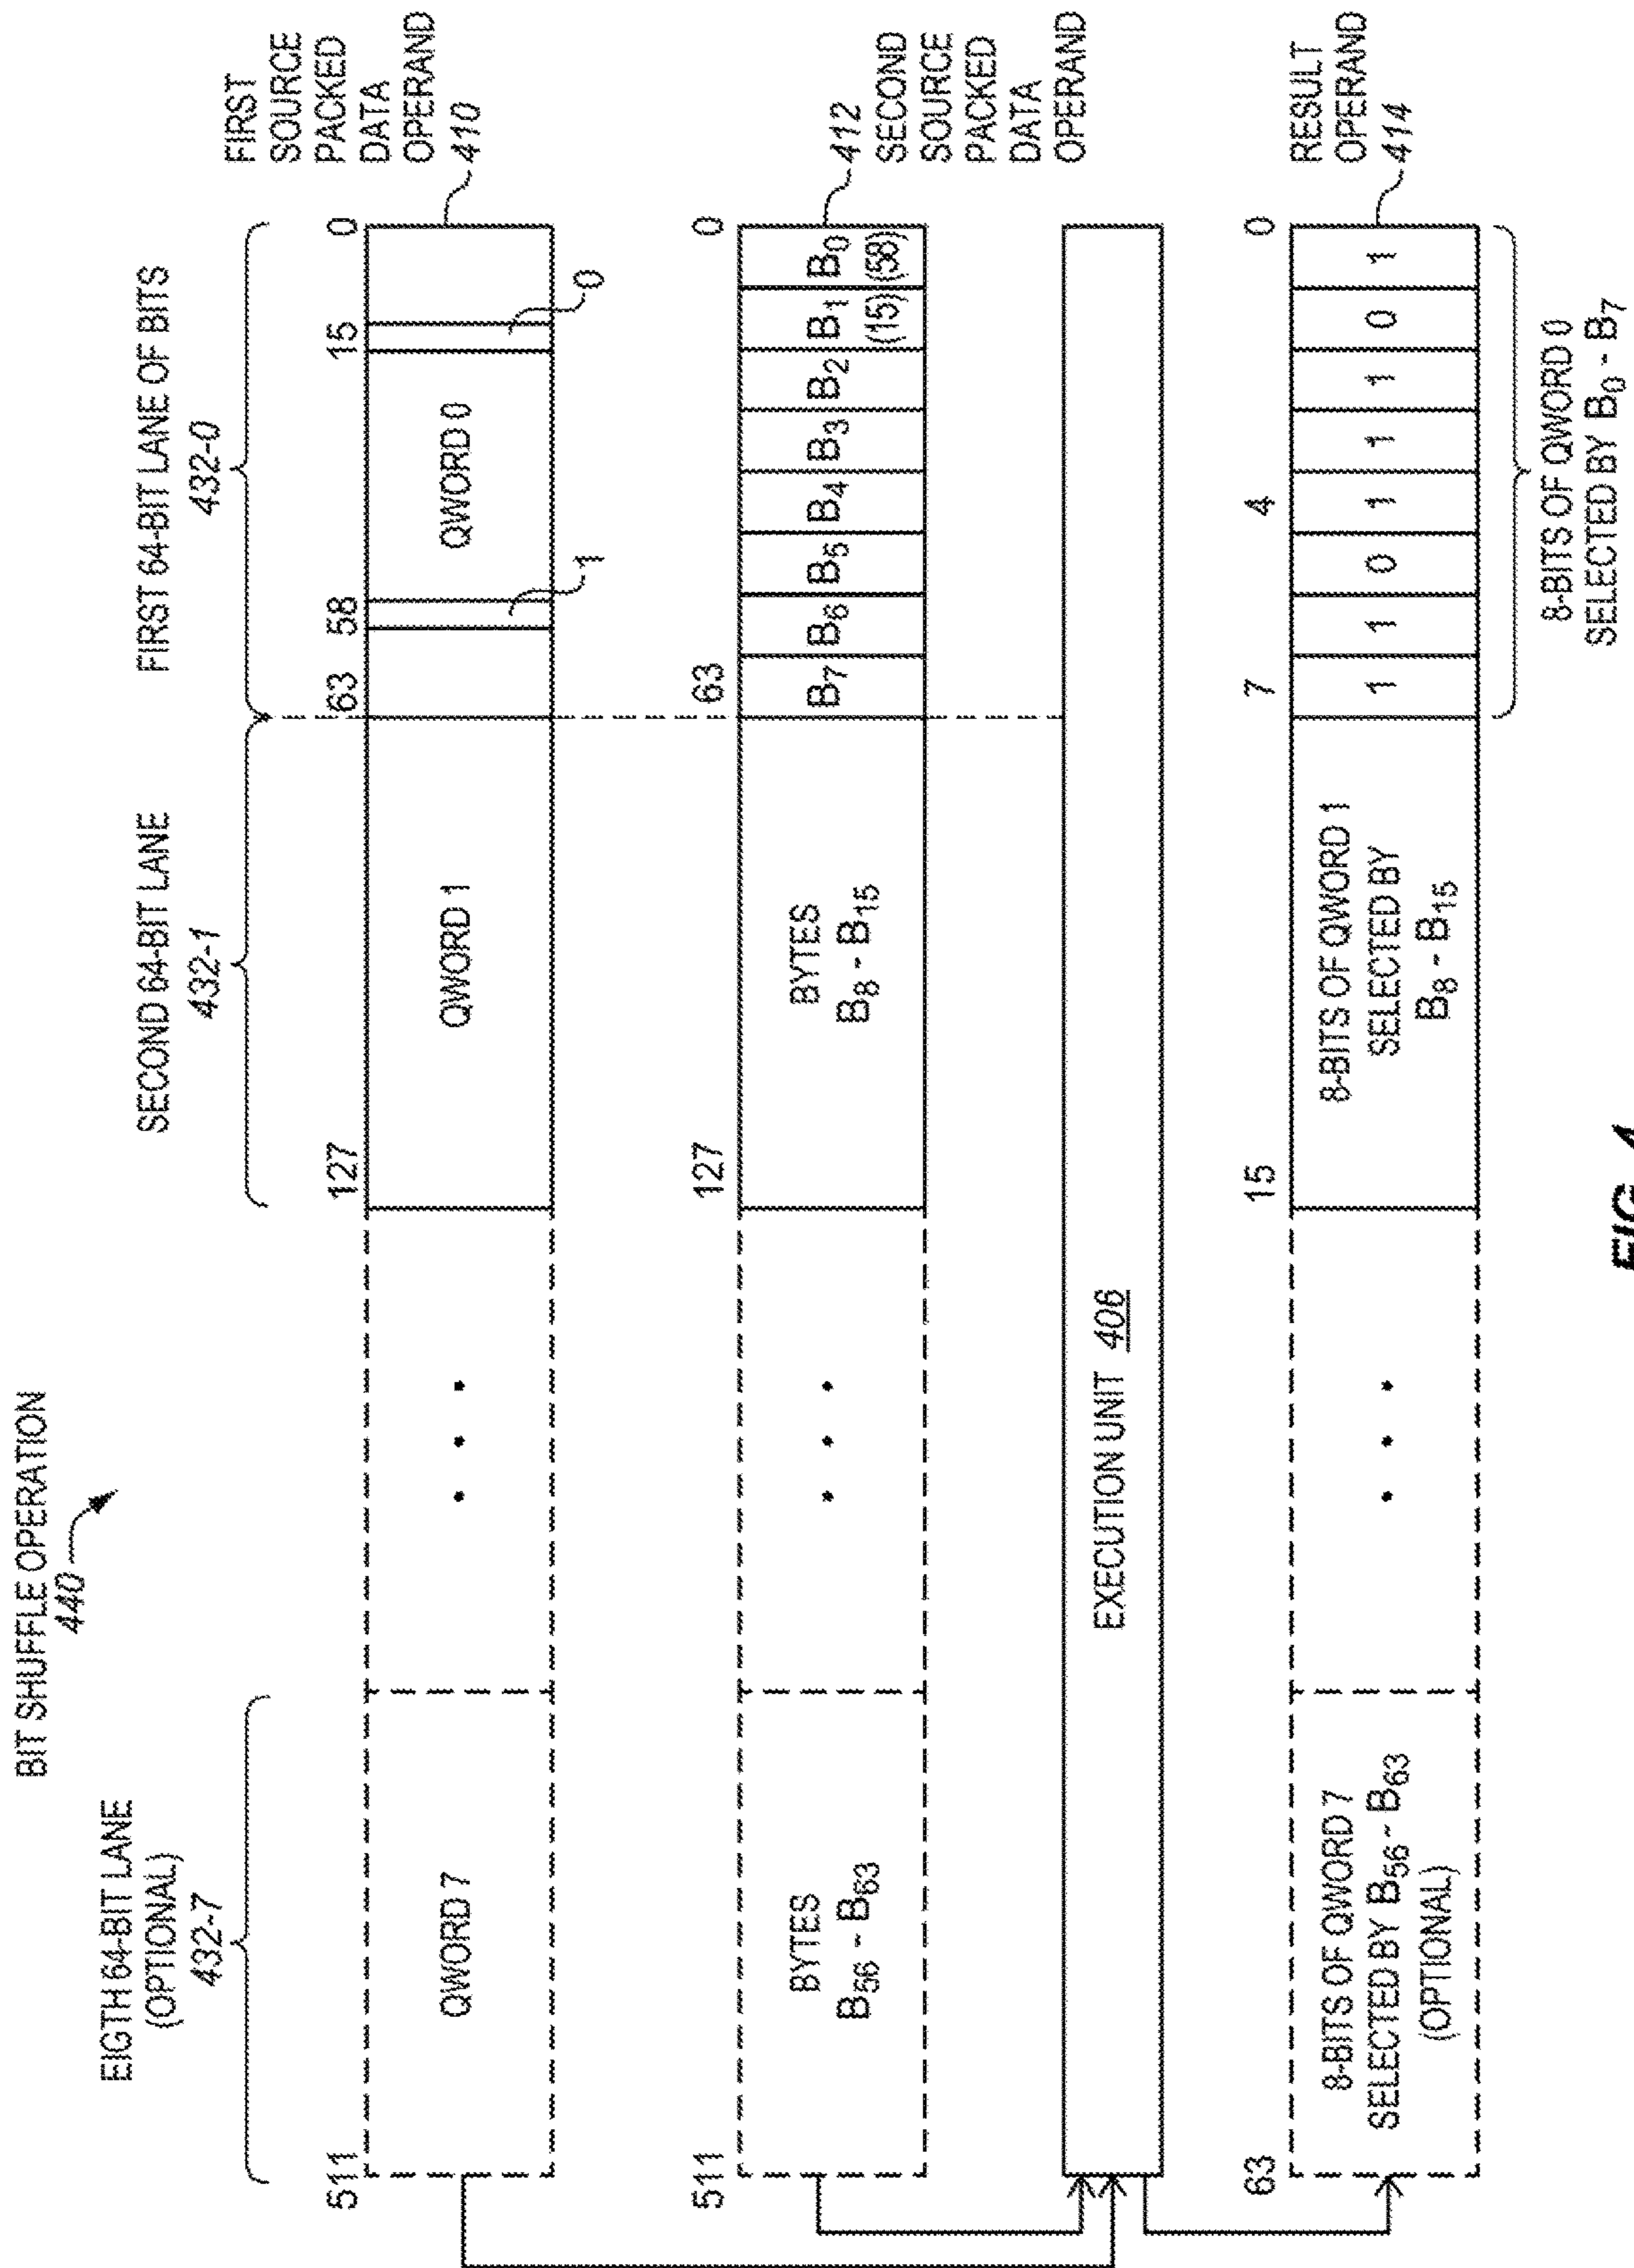 BIT SHUFFLE OPERATION
440
EIGTH 64-BIT LANE
(OPTIONAL)
432-7
SECOND 64-BIT LANE
432-1
FIRST 64-BIT LANE OF BITS
432-0
511
127
63
58
15
0
QWORD 7
• • •
QWORD 1
QWORD 0
1
0
FIRST
SOURCE
PACKED
DATA
OPERAND
410
511
127
63
0
BYTES
B56 - B63
• • •
BYTES
B8 - B15
B7
B6
B5
B4
B3
B2
B1
(15)
B0
(58)
412
SECOND
SOURCE
PACKED
DATA
OPERAND
EXECUTION UNIT 406
63
15
7
4
0
8-BITS OF QWORD 7
SELECTED BY B56 - B63
(OPTIONAL)
• • •
8-BITS OF QWORD 1
SELECTED BY
B8 - B15
1
1
0
1
1
1
0
1
RESULT
OPERAND
414
8-BITS OF QWORD 0
SELECTED BY B0 - B7
FIG. 4